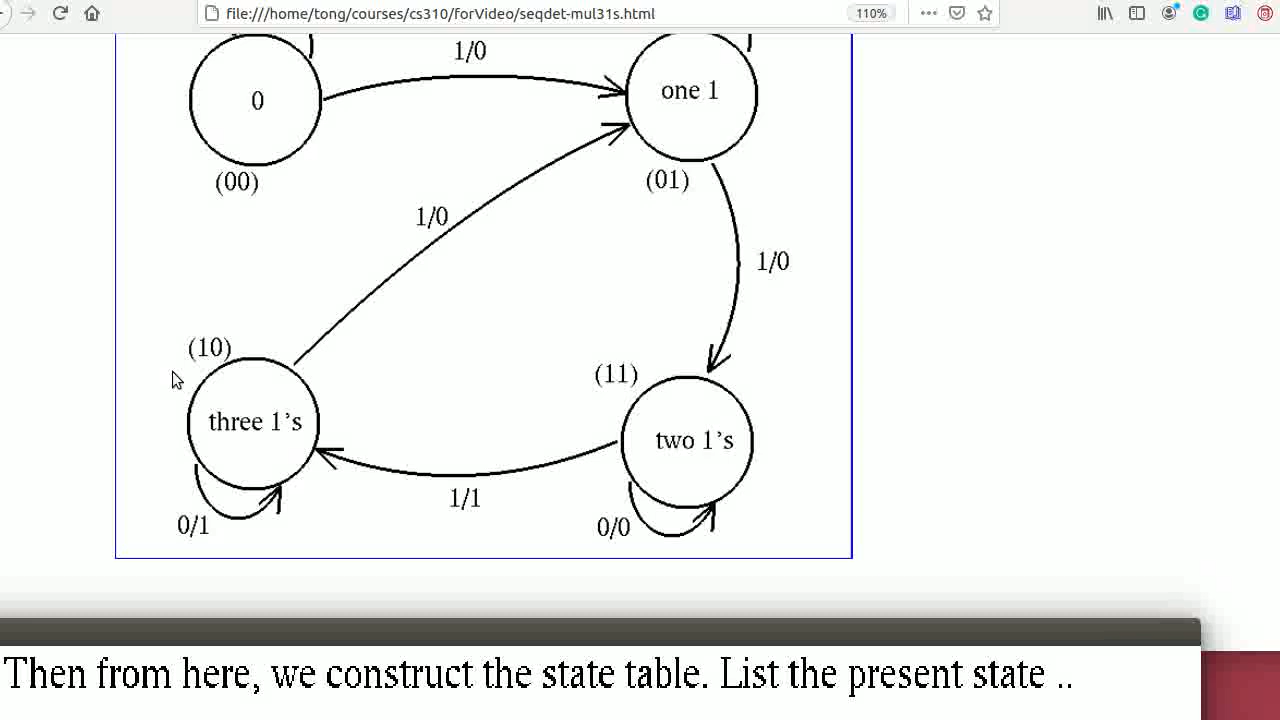 file:///home/tong/courses/cs310/forVideo/seqdet-mul31s.html 110%
1/0
0
one 1
(00)
(01)
1/0
1/0
(10)
(11)
three 1's
two 1's
1/1
0/1
0/0
Then from here, we construct the state table. List the present state ..